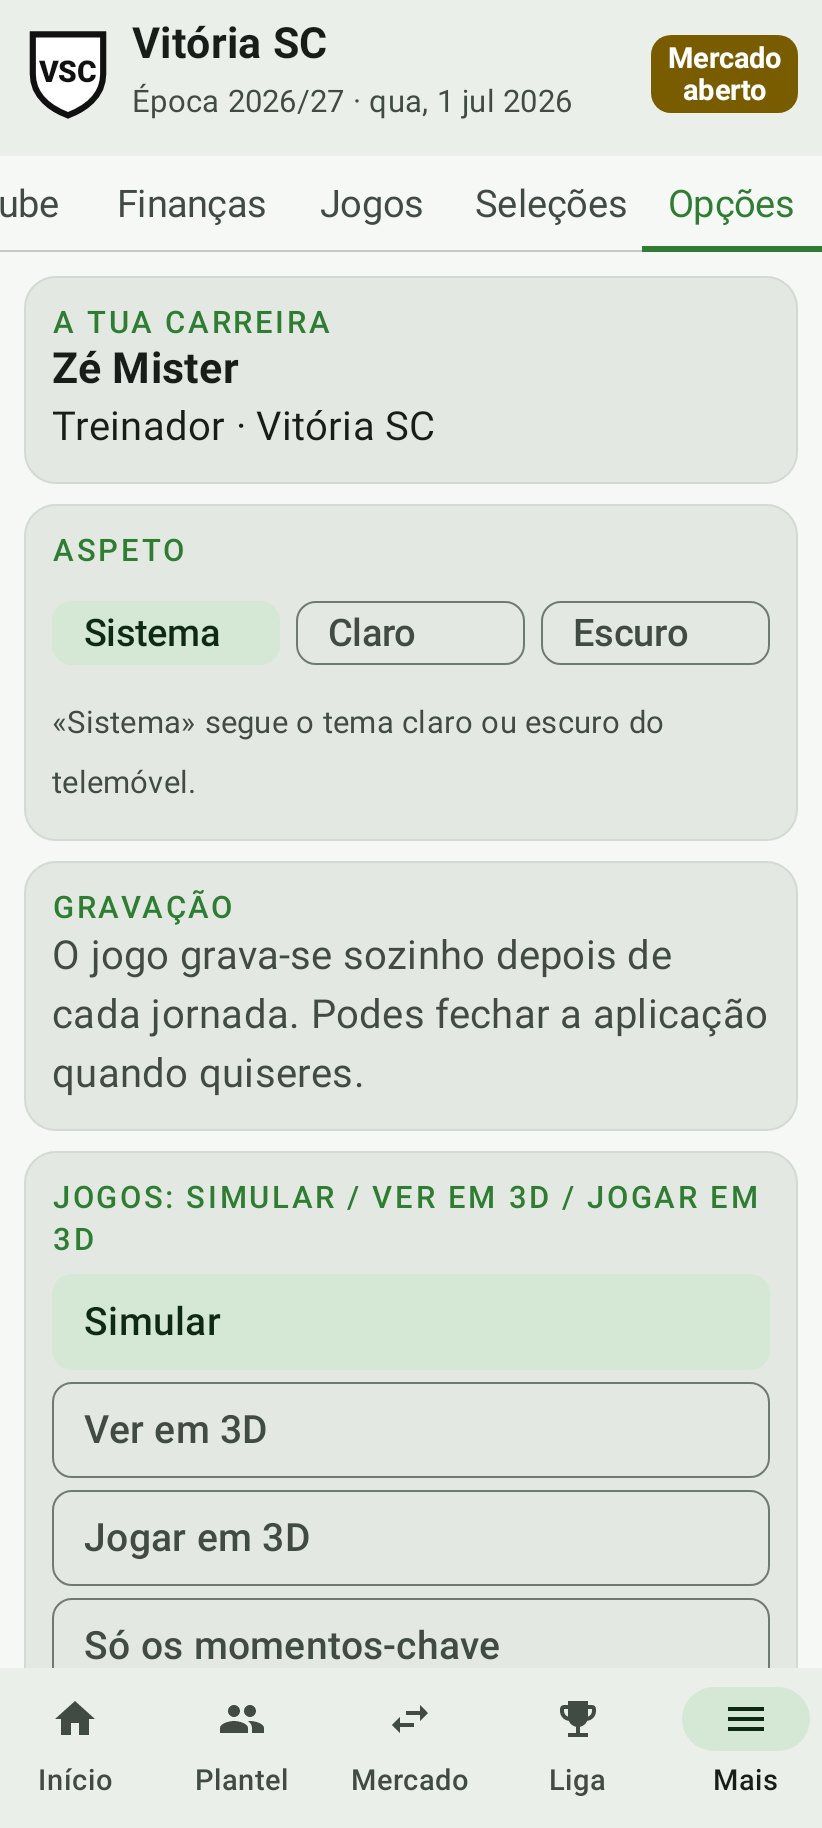 VSC
Vitória SC
Época 2026/27 · qua, 1 jul 2026
Mercado
aberto
ube
Finanças
Jogos
Seleções
Opções
A TUA CARREIRA
Zé Mister
Treinador · Vitória SC
ASPETO
Sistema
Claro
Escuro
«Sistema» segue o tema claro ou escuro do
telemóvel.
GRAVAÇÃO
O jogo grava-se sozinho depois de
cada jornada. Podes fechar a aplicação
quando quiseres.
JOGOS: SIMULAR / VER EM 3D / JOGAR EM
3D
Simular
Ver em 3D
Jogar em 3D
Só os momentos-chave
Início
Plantel
Mercado
Liga
Mais